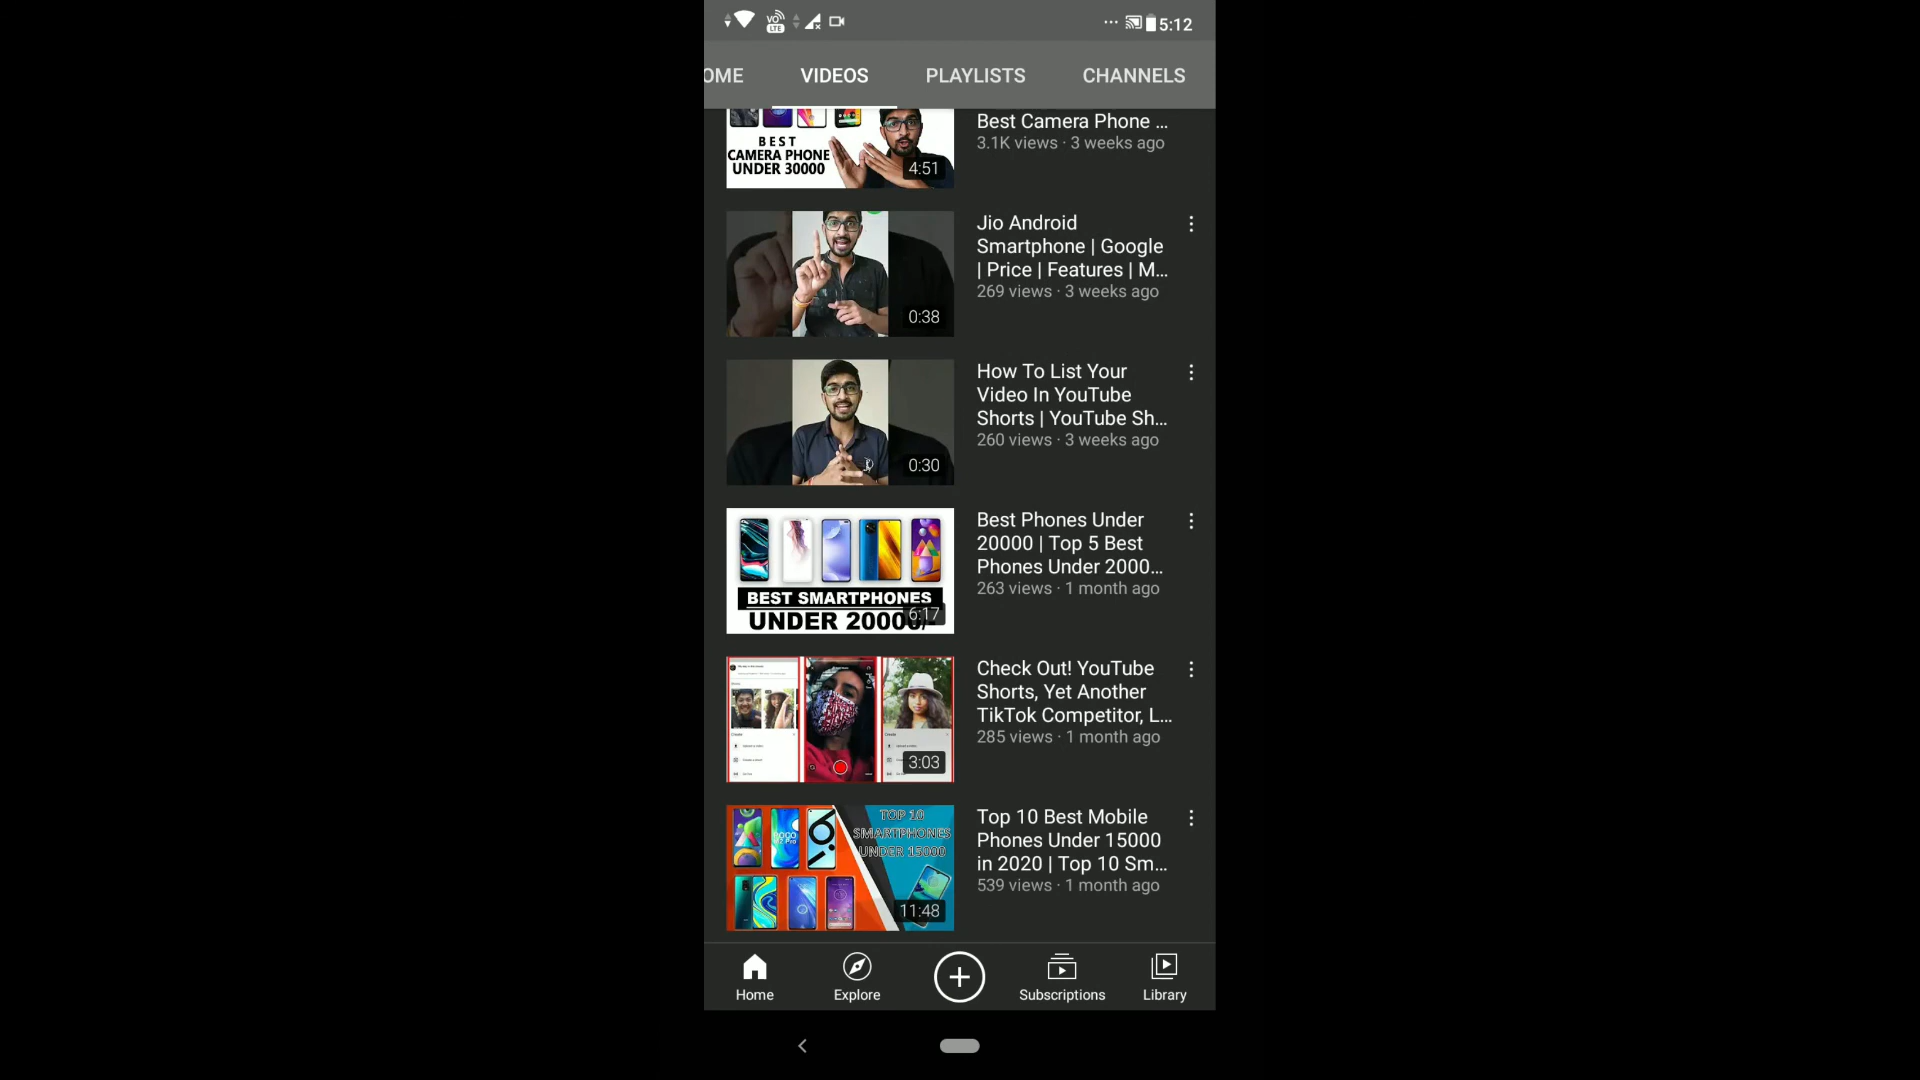 VO
LTE
5:12
OME
VIDEOS
PLAYLISTS
CHANNELS
BEST
CAMERA PHONE
UNDER 30000
4:51
Best Camera Phone ...
3.1K views · 3 weeks ago
0:38
Jio Android
Smartphone | Google
| Price | Features | M...
269 views · 3 weeks ago
0:30
How To List Your
Video In YouTube
Shorts | YouTube Sh...
260 views · 3 weeks ago
BEST SMARTPHONES
UNDER 20000/-
6:17
Best Phones Under
20000 | Top 5 Best
Phones Under 2000...
263 views · 1 month ago
Create
Create
3:03
Check Out! YouTube
Shorts, Yet Another
TikTok Competitor, L...
285 views · 1 month ago
TOP 10
SMARTPHONES
UNDER 15000
11:48
Top 10 Best Mobile
Phones Under 15000
in 2020 | Top 10 Sm...
539 views · 1 month ago
Home
Explore
Subscriptions
Library